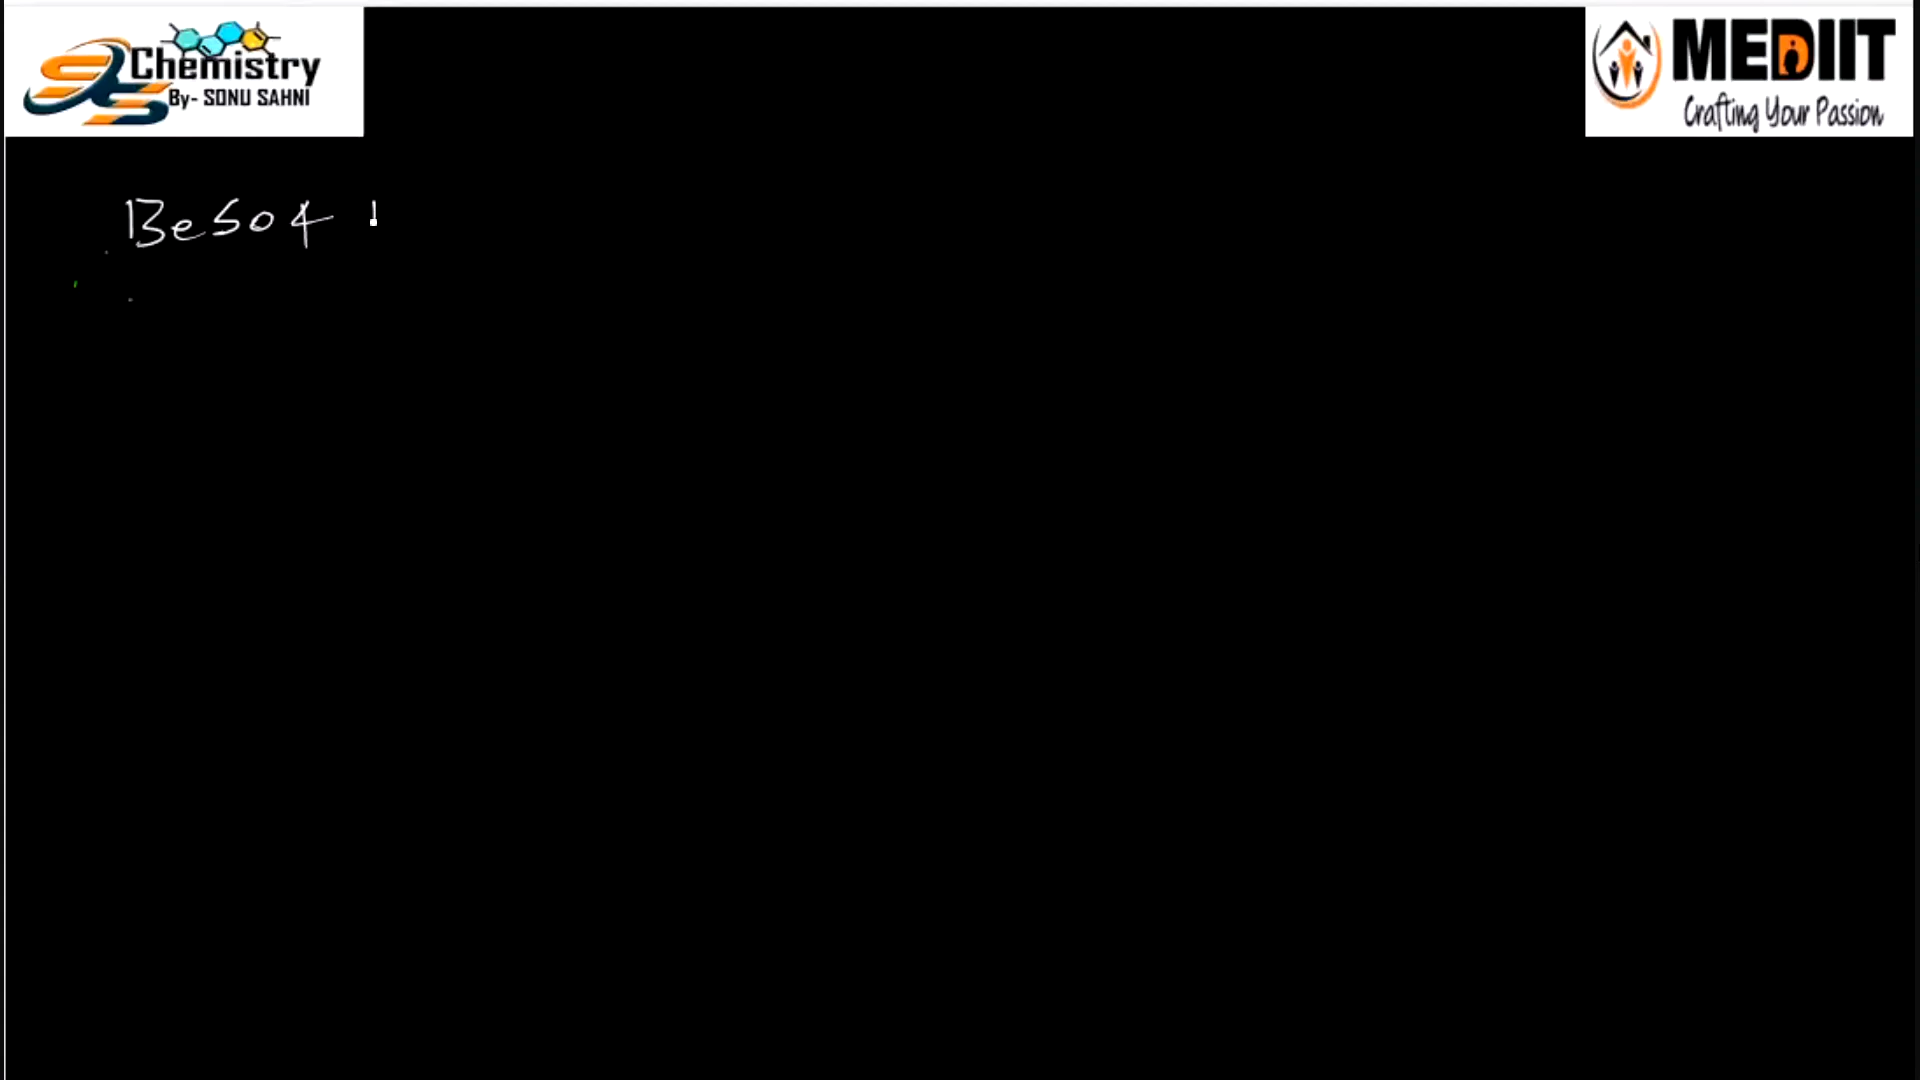 Chemistry
By- SONU SAHNI
MEDIIT
Crafting Your Passion
BeSO4